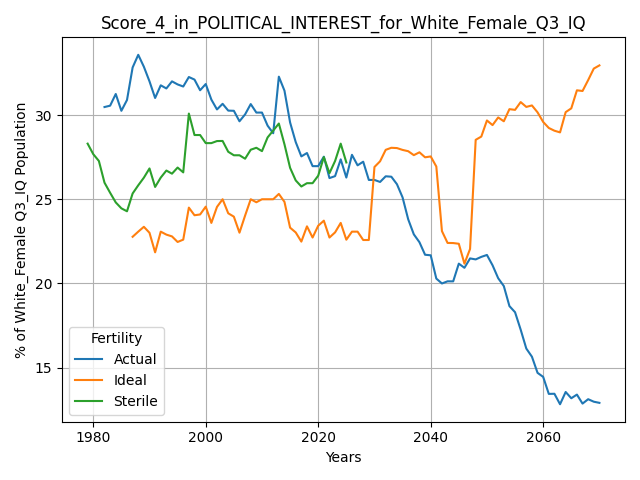 Score_4_in_POLITICAL_INTEREST_for_White_Female_Q3_IQ
% of White_Female Q3_IQ Population
30
25
20
15
Fertility
Actual
Ideal
Sterile
1980
2000
2020
2040
2060
Years